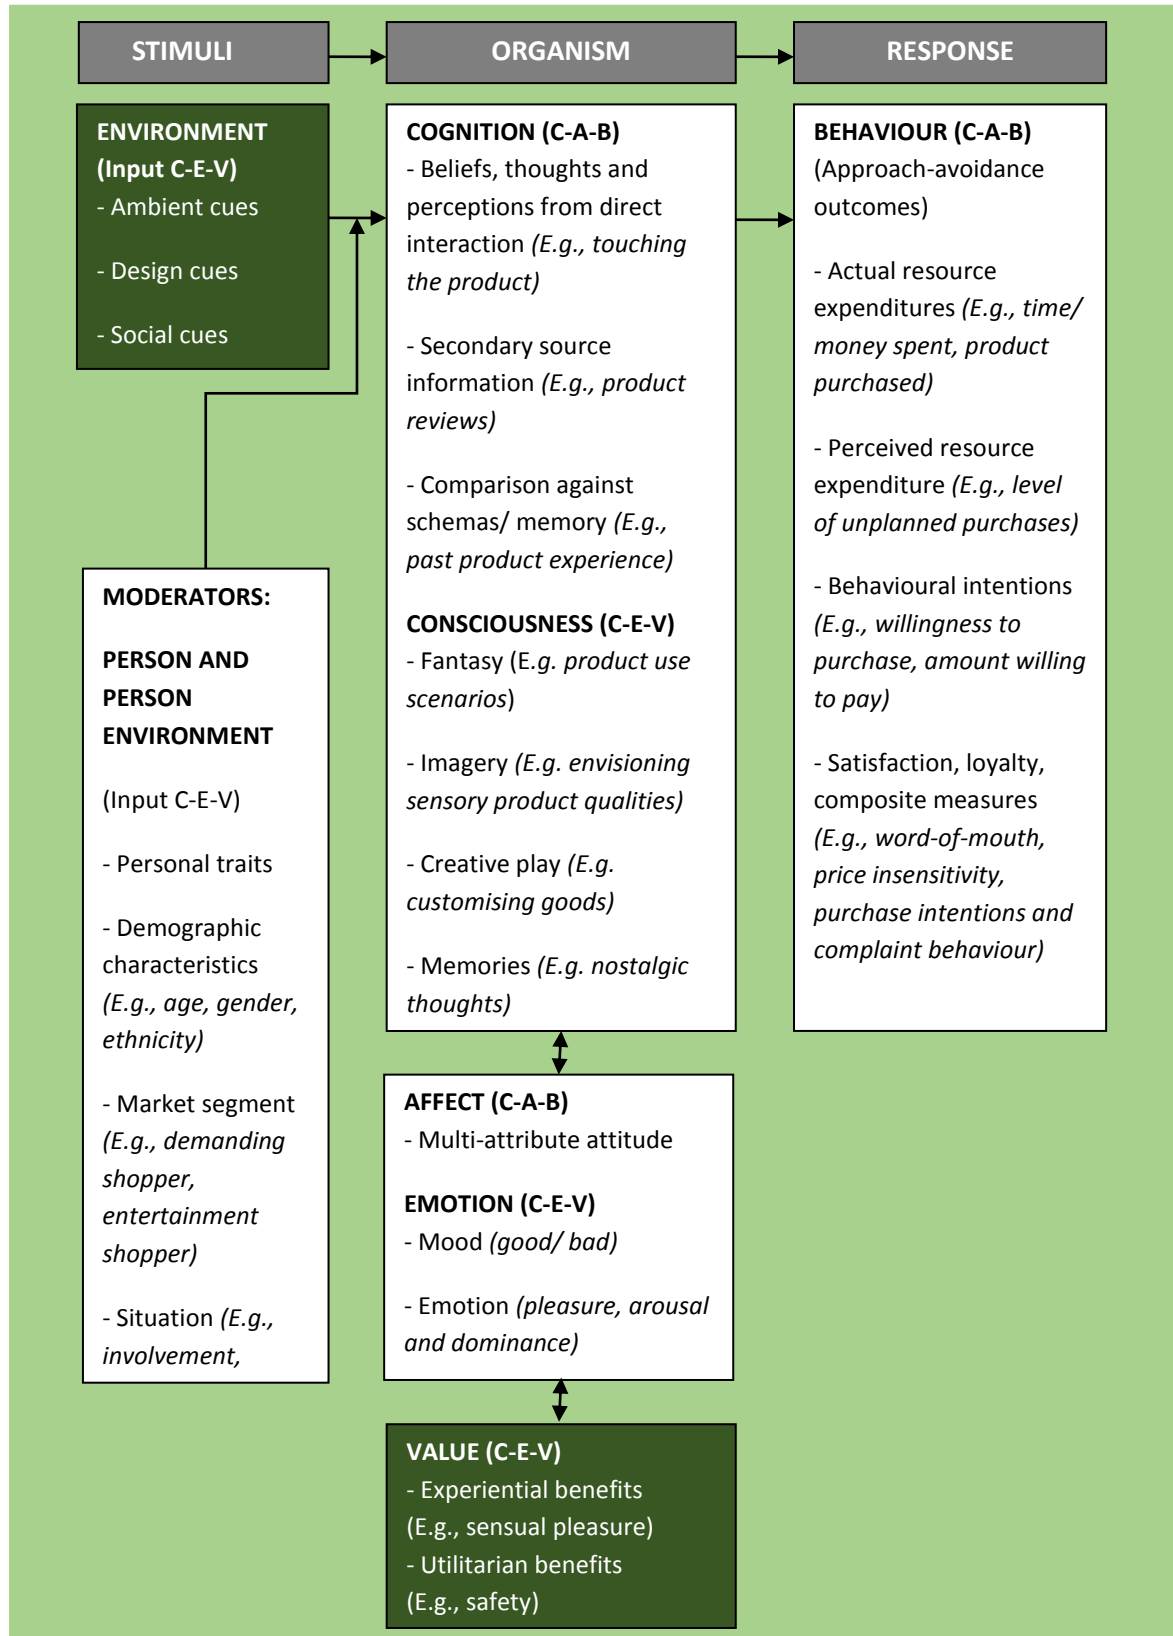 STIMULI
ORGANISM
RESPONSE
ENVIRONMENT
(Input C-E-V)
- Ambient cues
- Design cues
- Social cues
MODERATORS:
PERSON AND
PERSON
ENVIRONMENT
(Input C-E-V)
- Personal traits
- Demographic
characteristics
(E.g., age, gender,
ethnicity)
- Market segment
(E.g., demanding
shopper,
entertainment
shopper)
- Situation (E.g.,
involvement,
COGNITION (C-A-B)
- Beliefs, thoughts and
perceptions from direct
interaction (E.g., touching
the product)
- Secondary source
information (E.g., product
reviews)
- Comparison against
schemas/ memory (E.g.,
past product experience)
CONSCIOUSNESS (C-E-V)
- Fantasy (E.g. product use
scenarios)
- Imagery (E.g. envisioning
sensory product qualities)
- Creative play (E.g.
customising goods)
- Memories (E.g. nostalgic
thoughts)
AFFECT (C-A-B)
- Multi-attribute attitude
EMOTION (C-E-V)
- Mood (good/ bad)
- Emotion (pleasure, arousal
and dominance)
VALUE (C-E-V)
- Experiential benefits
(E.g., sensual pleasure)
- Utilitarian benefits
(E.g., safety)
BEHAVIOUR (C-A-B)
(Approach-avoidance
outcomes)
- Actual resource
expenditures (E.g., time/
money spent, product
purchased)
- Perceived resource
expenditure (E.g., level
of unplanned purchases)
- Behavioural intentions
(E.g., willingness to
purchase, amount willing
to pay)
- Satisfaction, loyalty,
composite measures
(E.g., word-of-mouth,
price insensitivity,
purchase intentions and
complaint behaviour)